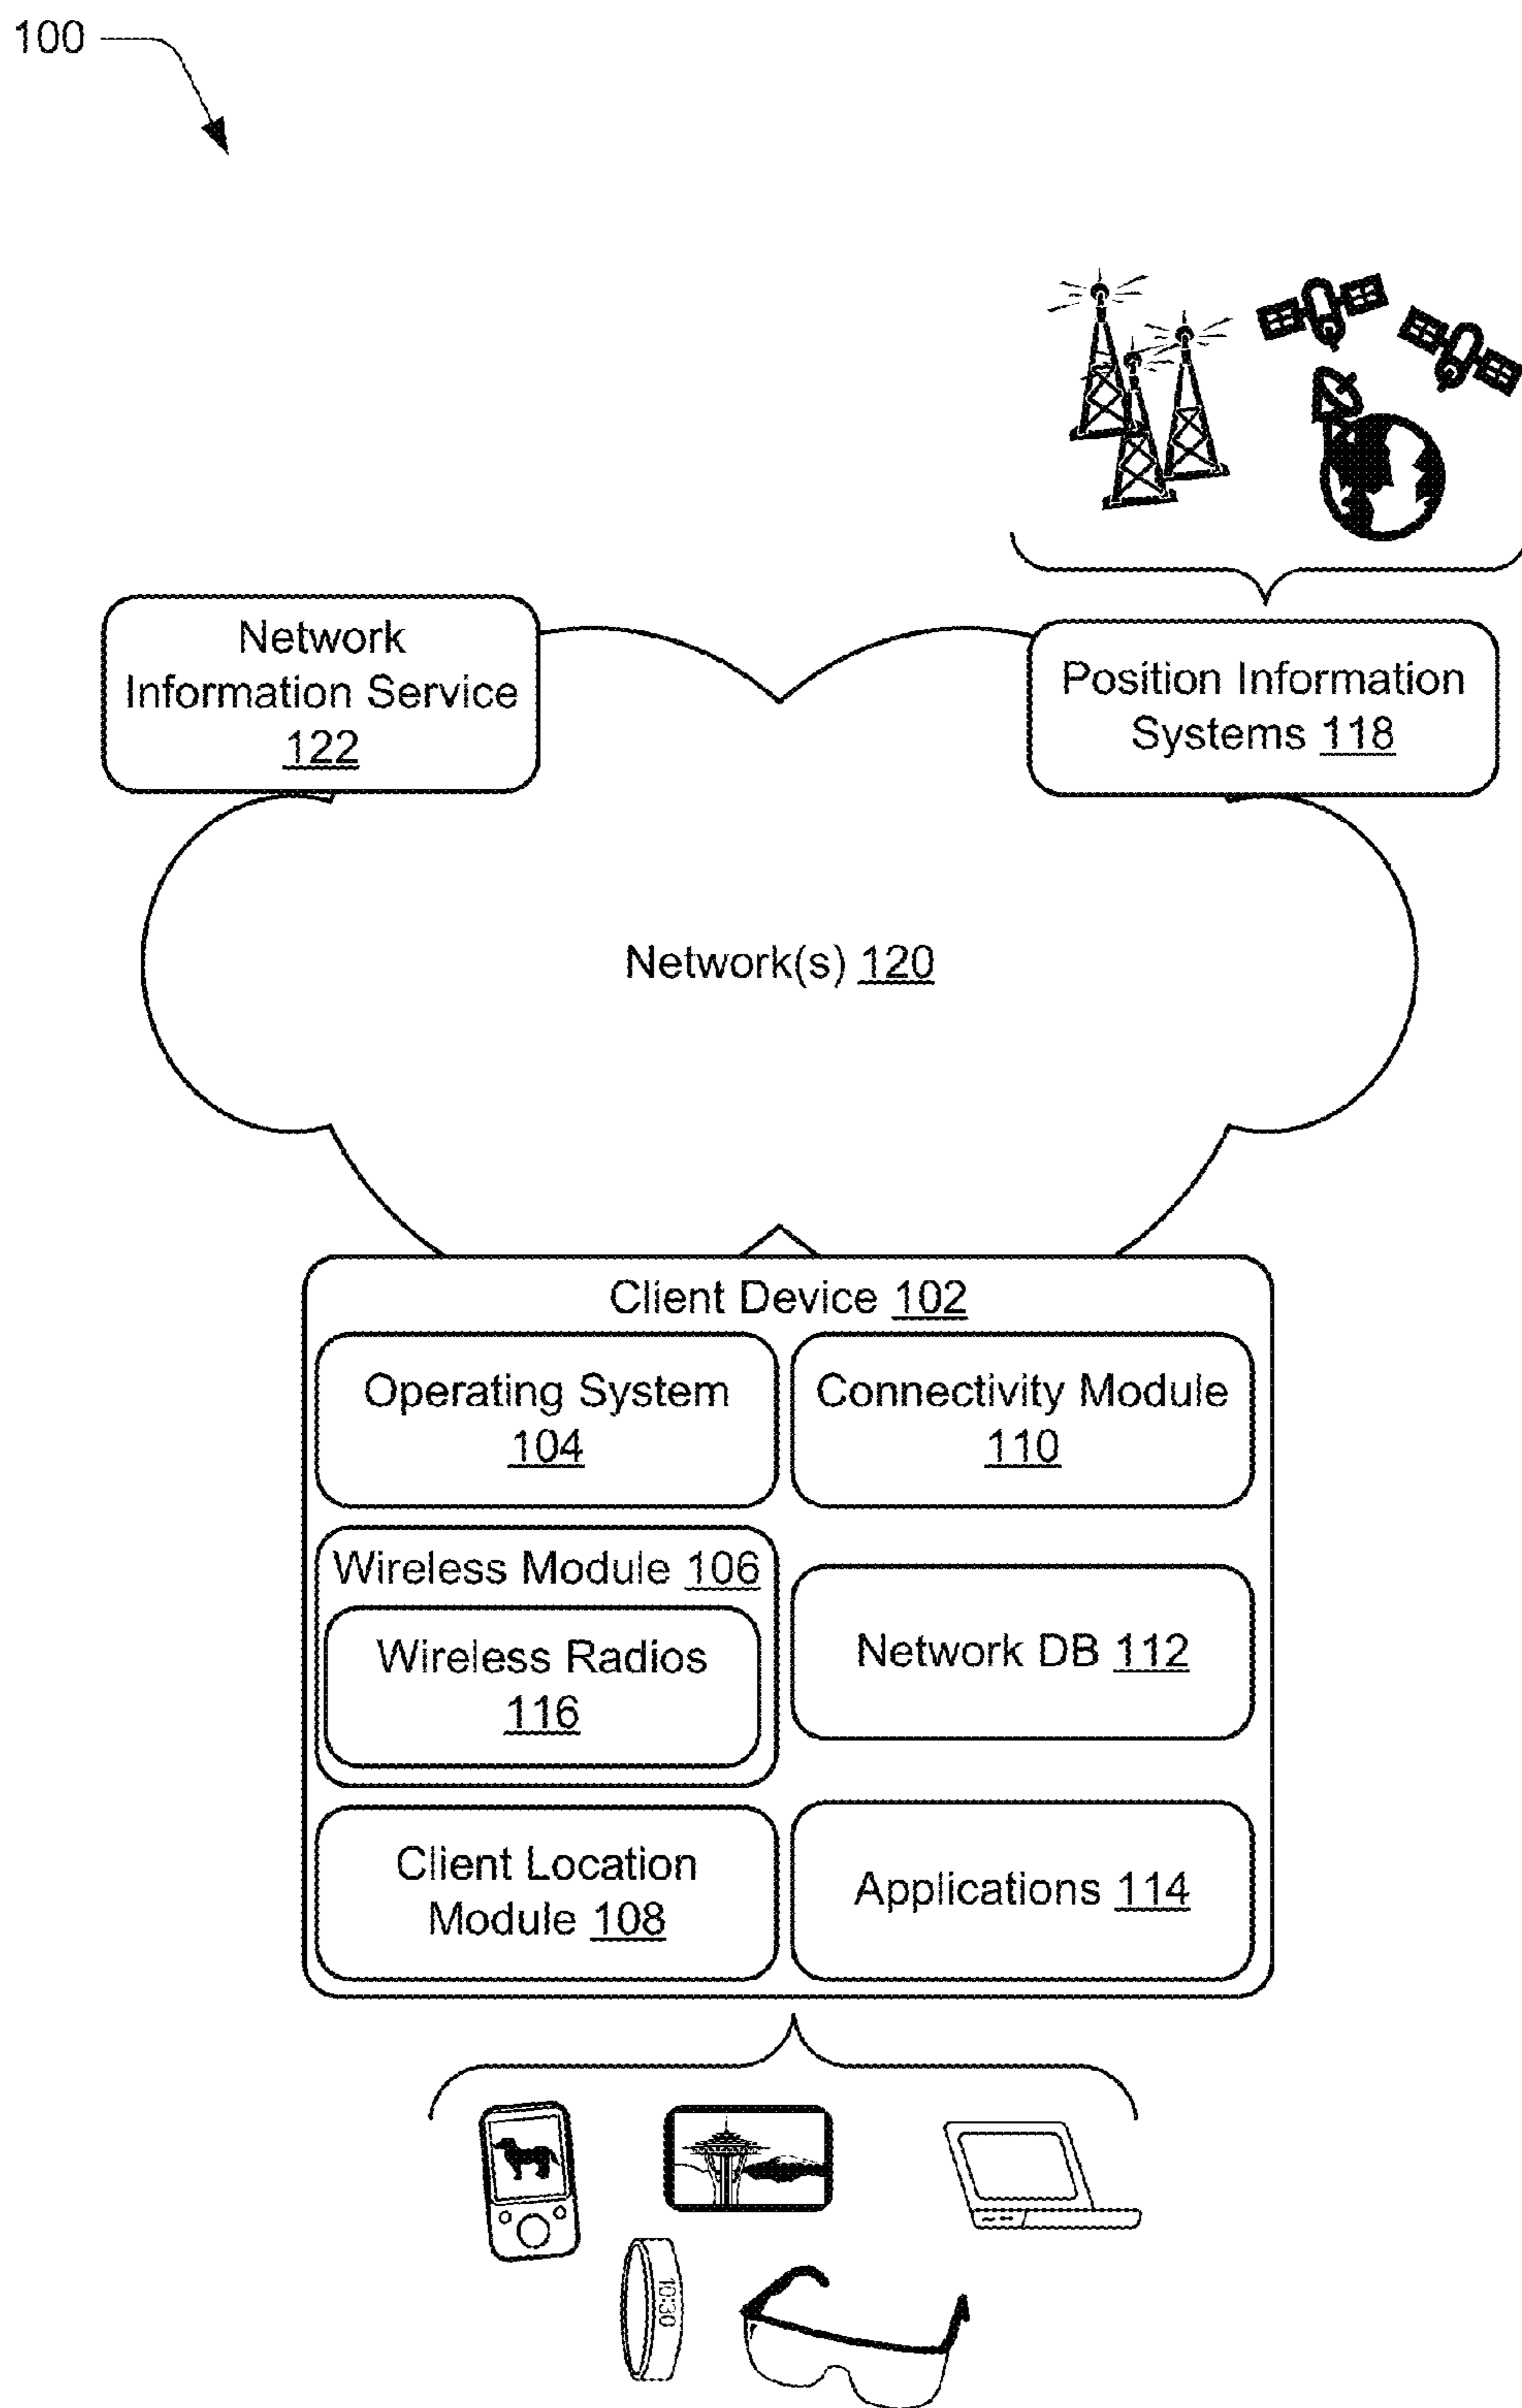 100
Network
Information Service
122
Position Information
Systems 118
Network(s) 120
Client Device 102
Operating System
104
Connectivity Module
110
Wireless Module 106
Wireless Radios
116
Network DB 112
Client Location
Module 108
Applications 114
10:30